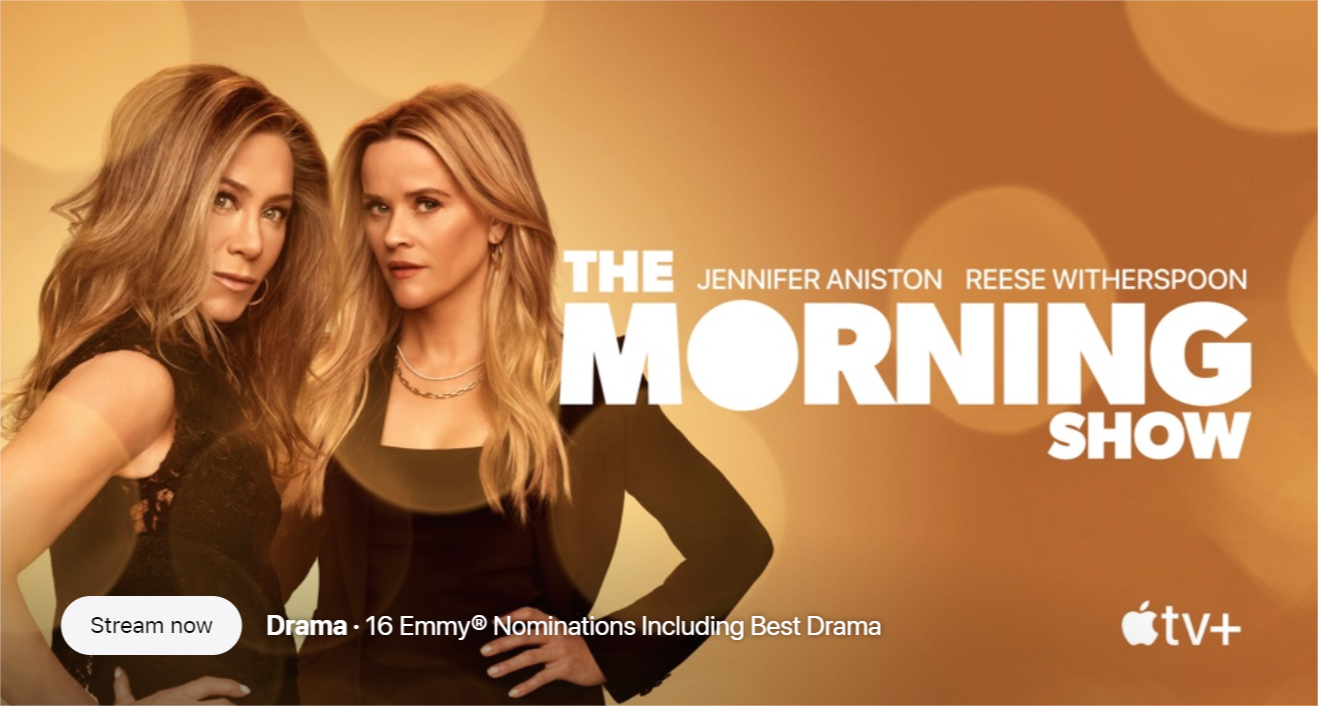 THE JENNIFER ANISTON REESE WITHERSPOON
MORNING
SHOW
Stream now Drama · 16 Emmy® Nominations Including Best Drama
tv+